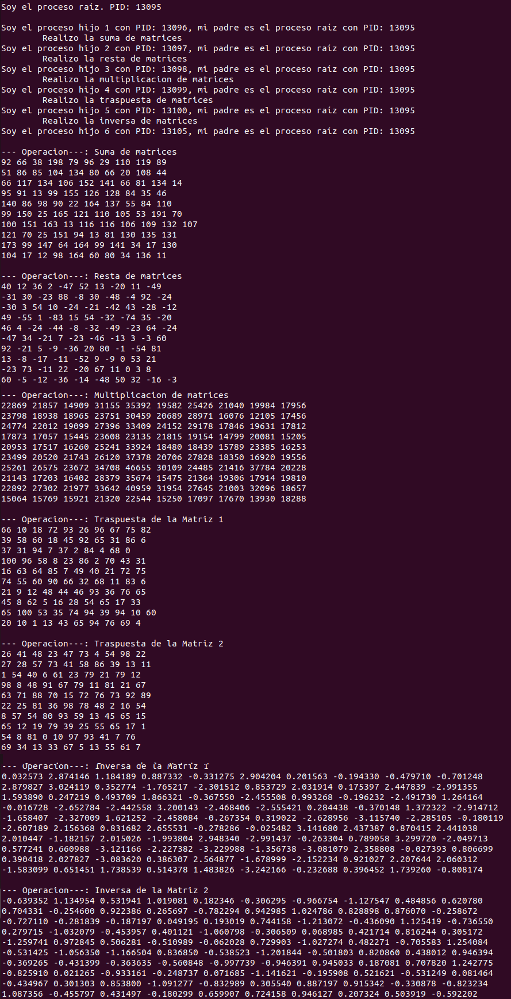 Soy el proceso raíz. PID: 13095
Soy el proceso hijo 1 con PID: 13096, mi padre es el proceso raíz con PID: 13095
Realizo la suma de matrices
Soy el proceso hijo 2 con PID: 13097, mi padre es el proceso raíz con PID: 13095
Realizo la resta de matrices
Soy el proceso hijo 3 con PID: 13098, mi padre es el proceso raíz con PID: 13095
Realizo la multiplicacion de matrices
Soy el proceso hijo 4 con PID: 13099, mi padre es el proceso raíz con PID: 13095
Realizo la traspuesta de matrices
Soy el proceso hijo 5 con PID: 13100, mi padre es el proceso raíz con PID: 13095
Realizo la inversa de matrices
Soy el proceso hijo 6 con PID: 13105, mi padre es el proceso raíz con PID: 13095
--- Operacion---: Suma de matrices
92 66 38 198 79 96 29 110 119 89
51 86 85 104 134 80 66 20 108 44
66 117 134 106 152 141 66 81 134 14
95 91 13 99 155 126 128 84 35 46
140 86 98 90 22 164 137 55 84 110
99 150 25 165 121 110 105 53 191 70
100 151 163 13 116 116 106 109 132 107
121 70 25 151 94 13 81 130 135 131
173 99 147 64 164 99 141 34 17 130
104 17 12 98 164 60 80 34 136 11
--- Operacion---: Resta de matrices
40 12 36 2 -47 52 13 -20 11 -49
-31 30 -23 88 -8 30 -48 -4 92 -24
-30 3 54 10 -24 -21 -42 43 -28 -12
49 -55 1 -83 15 54 -32 -74 35 -20
46 4 -24 -44 -8 -32 -49 -23 64 -24
-47 34 -21 7 -23 -46 -13 3 -3 60
92 -21 5 -9 -36 20 80 -1 -54 81
13 -8 -17 -11 -52 9 -9 0 53 21
-23 73 -11 22 -20 67 11 0 3 8
60 -5 -12 -36 -14 -48 50 32 -16 -3
--- Operacion---: Multiplicacion de matrices
22869 21857 14909 31155 35392 19582 25426 21040 19984 17956
23798 18938 18965 23751 30459 20689 28971 16076 12105 17456
24774 22012 19099 27396 33409 24152 29178 17846 19631 17812
17873 17057 15445 23608 23135 21815 19154 14799 20081 15205
20953 17517 16260 25241 33924 18480 18439 15789 23385 16253
23499 20520 21743 26120 37378 20706 27828 18350 16920 19556
25261 26575 23672 34708 46655 30109 24485 21416 37784 20228
21143 17203 16402 28379 35674 15475 21364 19306 17914 19810
22892 27302 21977 33642 40959 31954 27645 21003 32096 18657
15064 15769 15921 21320 22544 15250 17097 17670 13930 18288
--- Operacion---: Traspuesta de la Matriz 1
66 10 18 72 93 26 96 67 75 82
39 58 60 18 45 92 65 31 86 6
37 31 94 7 37 2 84 4 68 0
100 96 58 8 23 86 2 70 43 31
16 63 64 85 7 49 40 21 72 75
74 55 60 90 66 32 68 11 83 6
21 9 12 48 44 46 93 36 76 65
45 8 62 5 16 28 54 65 17 33
65 100 53 35 74 94 39 94 10 60
20 10 1 13 43 65 94 76 69 4
--- Operacion---: Traspuesta de la Matriz 2
26 41 48 23 47 73 4 54 98 22
27 28 57 73 41 58 86 39 13 11
1 54 40 6 61 23 79 21 79 12
98 8 48 91 67 79 11 81 21 67
63 71 88 70 15 72 76 73 92 89
22 25 81 36 98 78 48 2 16 54
8 57 54 80 93 59 13 45 65 15
65 12 19 79 39 25 55 65 17 1
54 8 81 0 10 97 93 41 7 76
69 34 13 33 67 5 13 55 61 7
--- Operacion---: Inversa de la Matriz 1
0.032573 2.874146 1.184189 0.887332 -0.331275 2.904204 0.201563 -0.194330 -0.479710 -0.701248
2.879827 3.024119 0.352774 -1.765217 -2.301512 0.853729 2.031914 0.175397 2.447839 -2.991355
1.593890 0.247219 0.493709 1.866321 -0.367550 -2.455508 0.993268 -0.196232 -2.491730 1.264164
-0.016728 -2.652784 -2.442558 3.200143 -2.468406 -2.555421 0.284438 -0.370148 1.372322 -2.914712
-1.658407 -2.327009 1.621252 -2.458084 -0.267354 0.319022 -2.628956 -3.115740 -2.285105 -0.180119
-2.607189 2.156368 0.831682 2.655531 -0.278286 -0.025482 3.141680 2.437387 0.870415 2.441038
2.010447 -1.182157 2.015026 -1.993804 2.948340 -2.991437 -0.263304 0.789058 3.299720 -2.049713
0.577241 0.660988 -3.121166 -2.227382 -3.229988 -1.356738 -3.081079 2.358808 -0.027393 0.806699
0.390418 2.027827 -3.083620 0.386307 2.564877 -1.678999 -2.152234 0.921027 2.207644 2.060312
-1.583099 0.651451 1.738539 0.514378 1.483826 -3.242166 -0.232688 0.396452 1.739260 -0.808174
--- Operacion---: Inversa de la Matriz 2
-0.639352 1.134954 0.531941 1.019081 0.182346 -0.306295 -0.966754 -1.127547 0.484856 0.620780
0.704331 -0.254600 0.922386 0.265697 -0.782294 0.942985 1.024786 0.828898 0.876070 -0.258672
-0.727110 -0.281839 -0.187197 0.049195 0.193019 0.744158 -1.213072 -0.436090 1.125419 -0.736550
0.279715 -1.032079 -0.453957 0.401121 -1.060798 -0.306509 0.068985 0.421714 0.816244 0.305172
-1.259741 0.972845 0.506281 -0.510989 -0.062028 0.729903 -1.027274 0.482271 -0.705583 1.254084
-0.531425 -1.056350 -1.166504 0.836850 -0.538523 -1.201844 -0.501803 0.820860 0.438012 0.946394
-0.369265 -0.431399 -0.363635 -0.560848 -0.997739 -0.946391 0.945033 0.187081 0.707820 1.242775
-0.825910 0.021265 -0.933161 -0.248737 0.071685 -1.141621 -0.195908 0.521621 -0.531249 0.081464
-0.434967 0.301303 0.853800 -1.091277 -0.832989 0.305540 0.887197 0.915342 -0.330878 -0.823234
1.087356 -0.455797 0.431497 -0.180299 0.659907 0.724158 0.946127 0.207324 0.503919 -0.592202